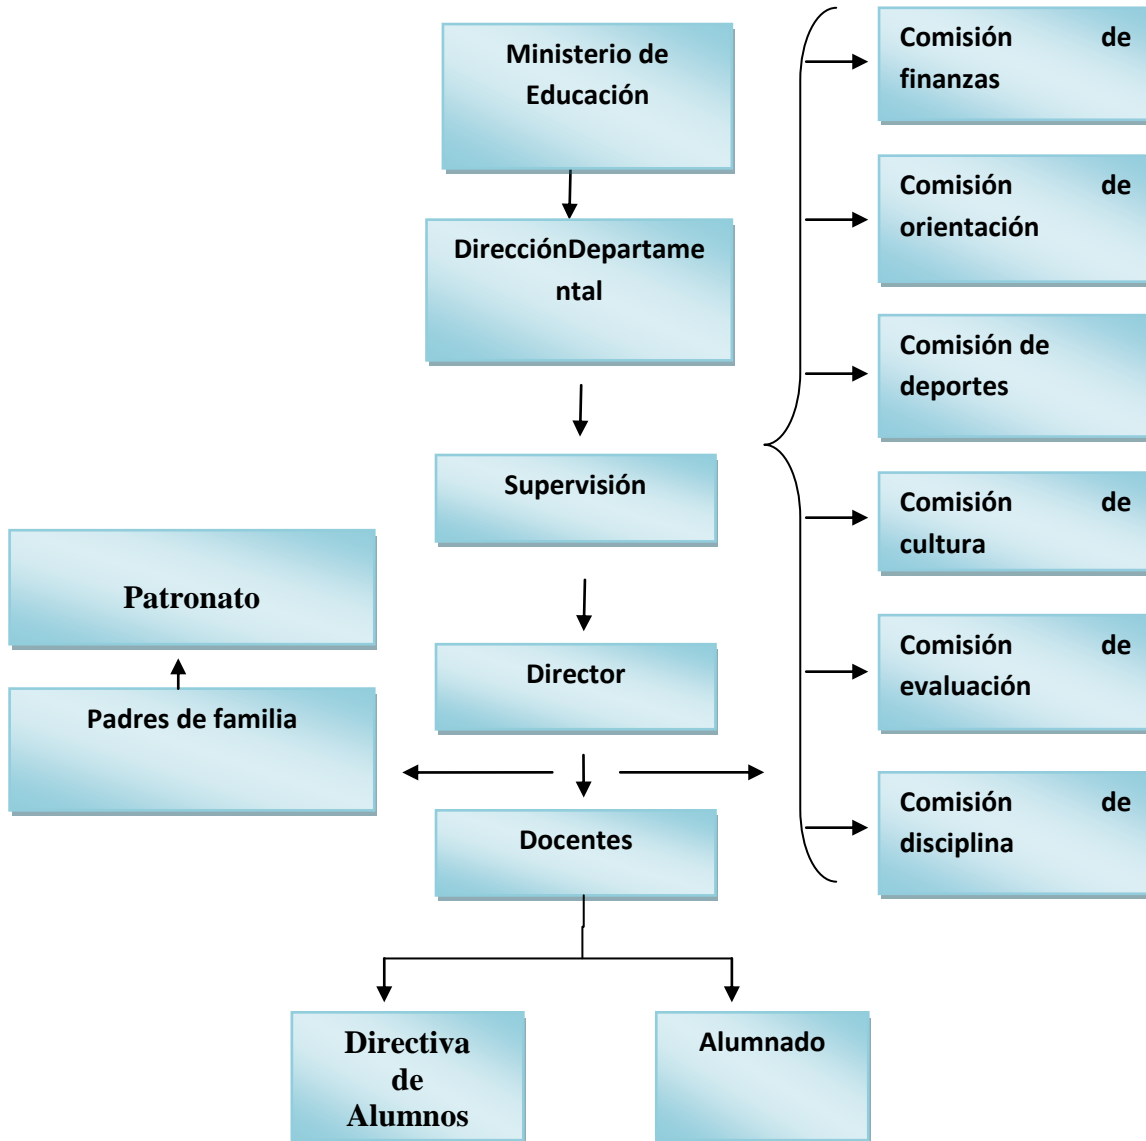 Ministerio de
Educación
DirecciónDepartame
ntal
Supervisión
Patronato
Padres de familia
Director
Docentes
Directiva
de
Alumnos
Alumnado
Comisión de
finanzas
Comisión de
orientación
Comisión de
deportes
Comisión de
cultura
Comisión de
evaluación
Comisión de
disciplina